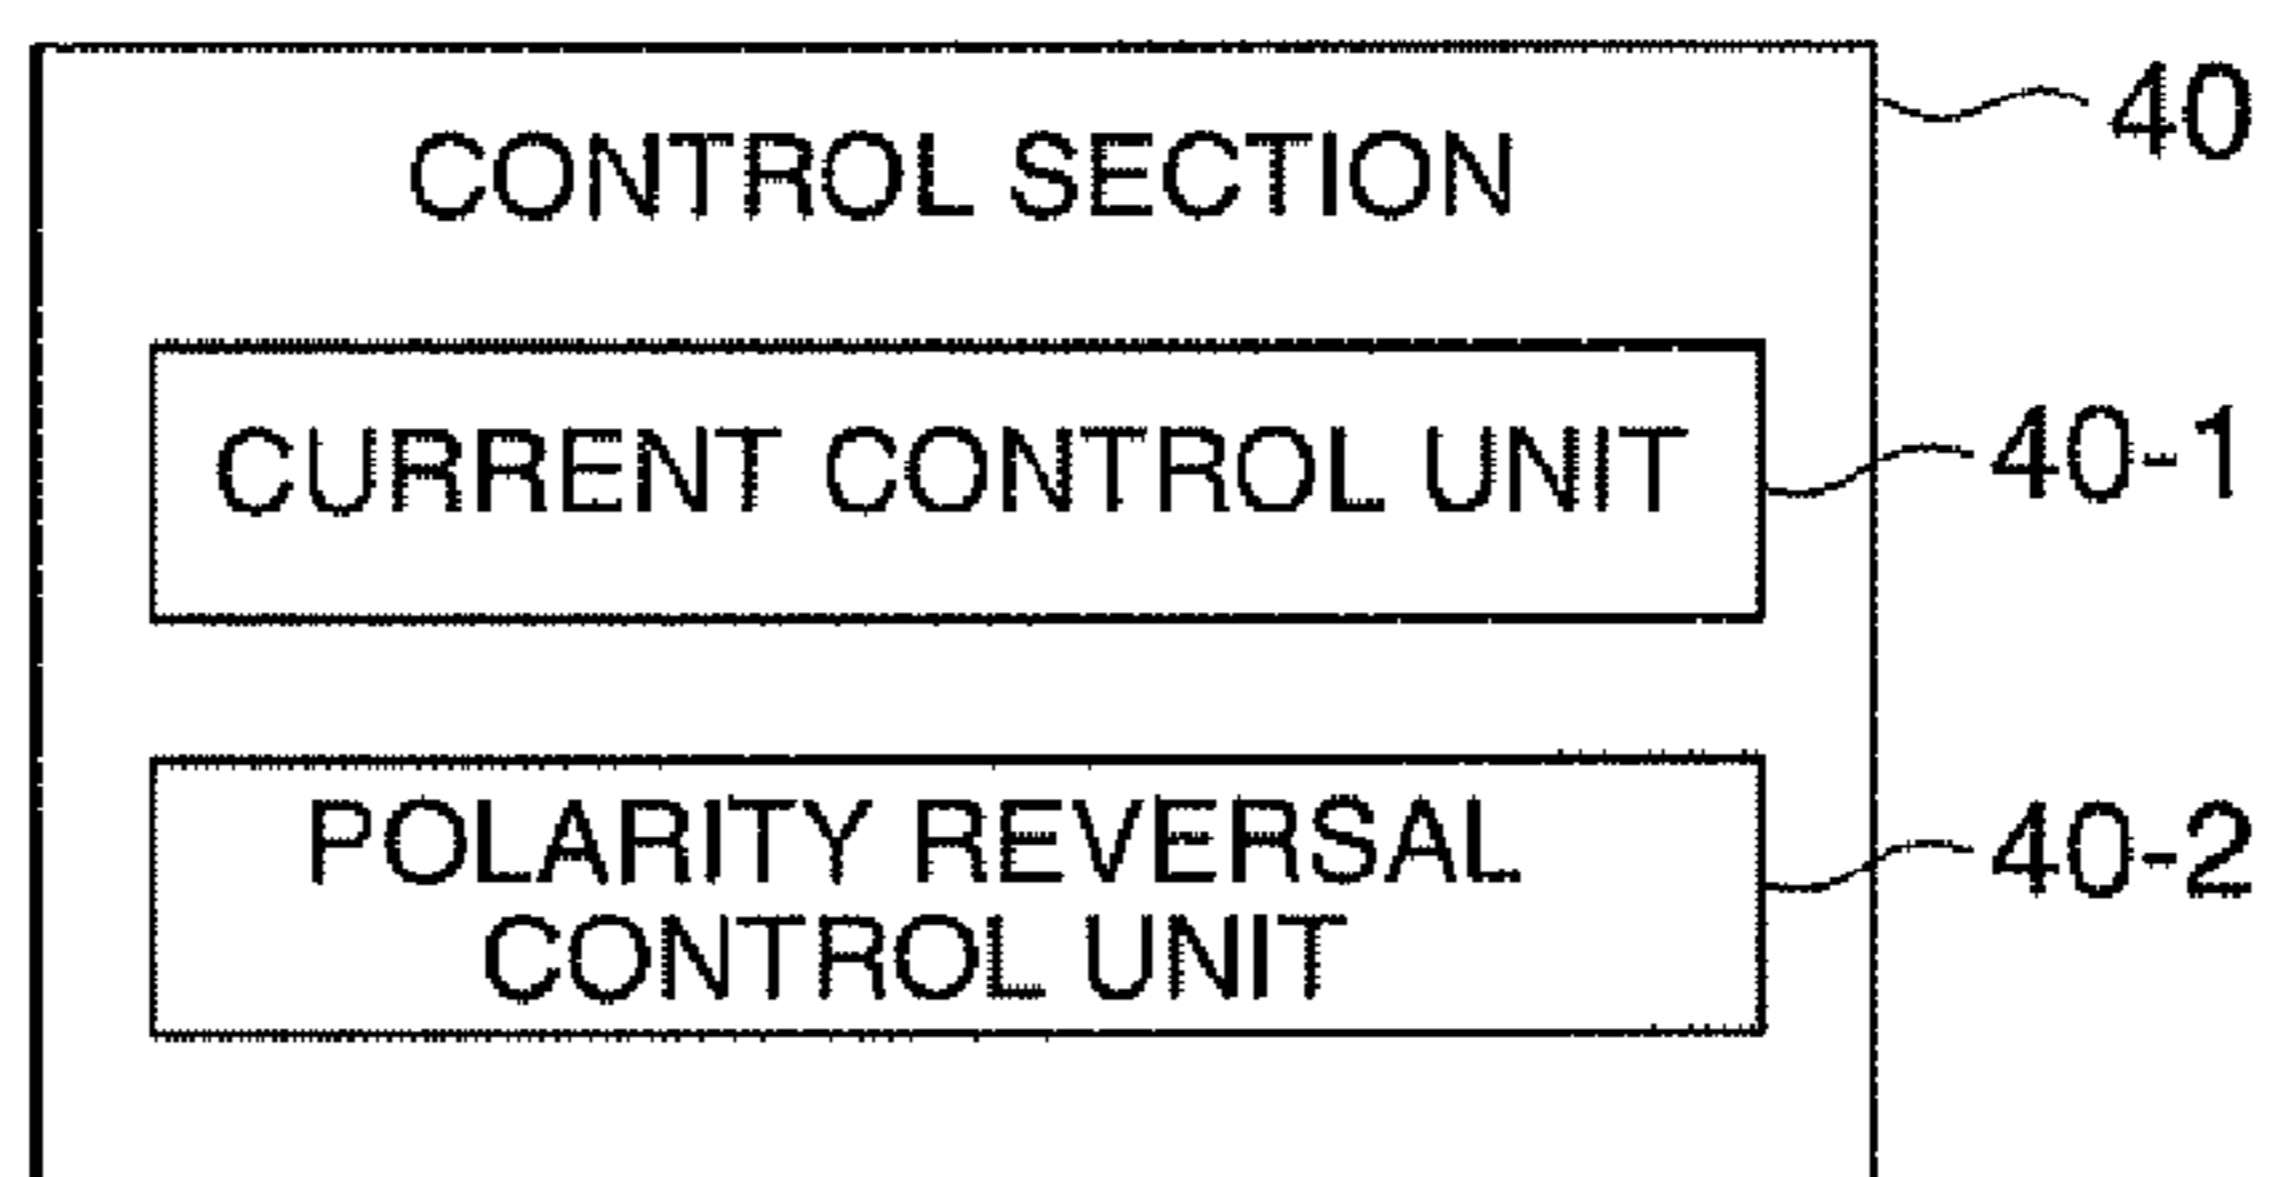 40
CONTROL SECTION
CURRENT CONTROL UNIT
40-1
POLARITY REVERSAL
CONTROL UNIT
40-2